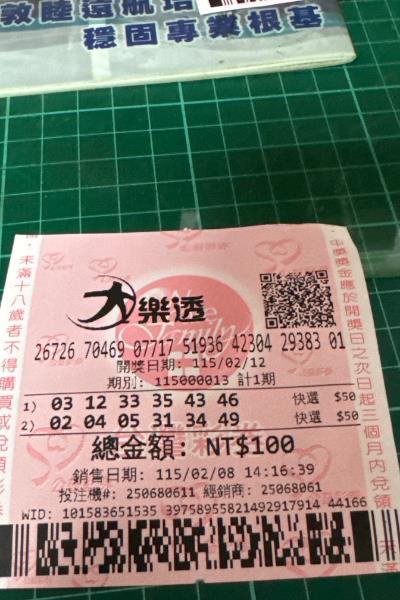 敦睦遠航培
穩固專業根基
大樂透
26726 70469 07717 51936 42304 29383 01
開獎日期: 115/02/12
期別: 115000013 計1期
1) 03 12 33 35 43 46 快選 $50
2) 02 04 05 31 34 49 快選 $50
總金額: NT$100
銷售日期: 115/02/08 14:16:39
投注機#: 250680611 經銷商: 25068061
WID: 101583651535 39758955821492917914 44166
未滿十八歲者不得購買或兌領彩券
中獎獎金應於開獎日之次日起三個月內兌領